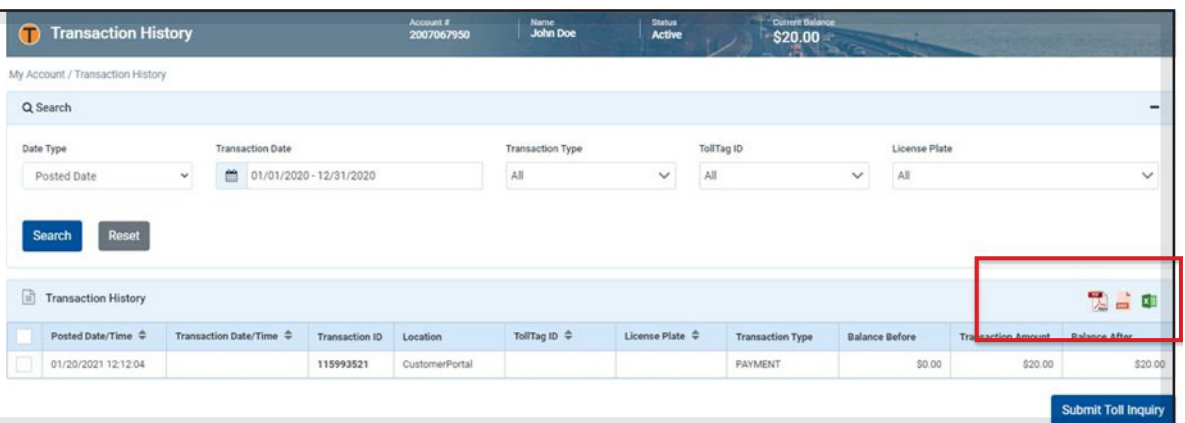 Account # Name Status Current Balance
T Transaction History 2007067950 John Doe Active $20.00
My Account / Transaction History
Search
Date Type Transaction Date Transaction Type TollTag ID License Plate
Posted Date 01/01/2020 - 12/31/2020 All All All
Search Reset
Transaction History
Posted Date/Time Transaction Date/Time Transaction ID Location TollTag ID License Plate Transaction Type Balance Before Transaction Amount Balance After
01/20/2021 12:12:04 115993521 CustomerPortal PAYMENT $0.00 $20.00 $20.00
Submit Toll Inquiry